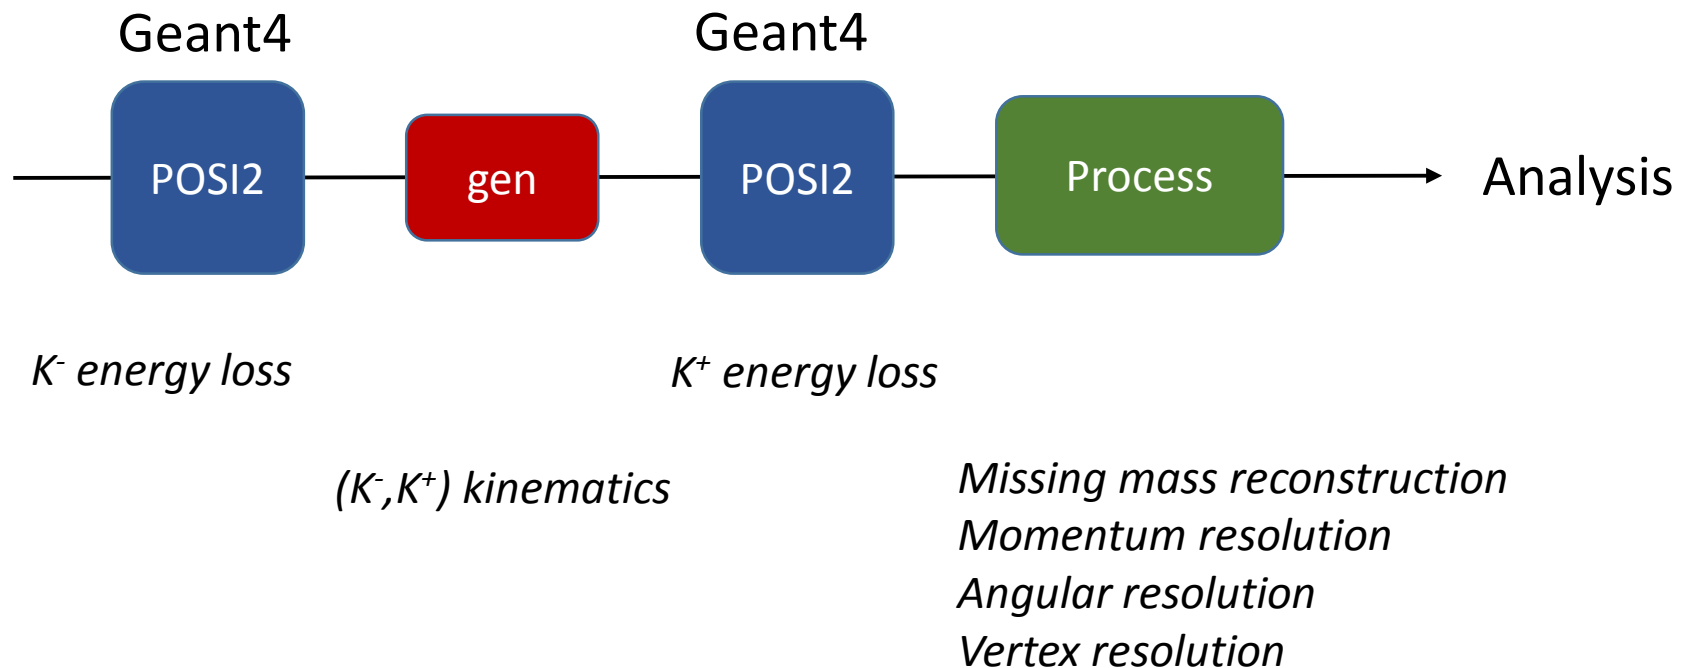 Geant4 Geant4
POSI2 gen POSI2 Process Analysis
K⁻ energy loss K⁺ energy loss
(K⁻,K⁺) kinematics
Missing mass reconstruction
Momentum resolution
Angular resolution
Vertex resolution